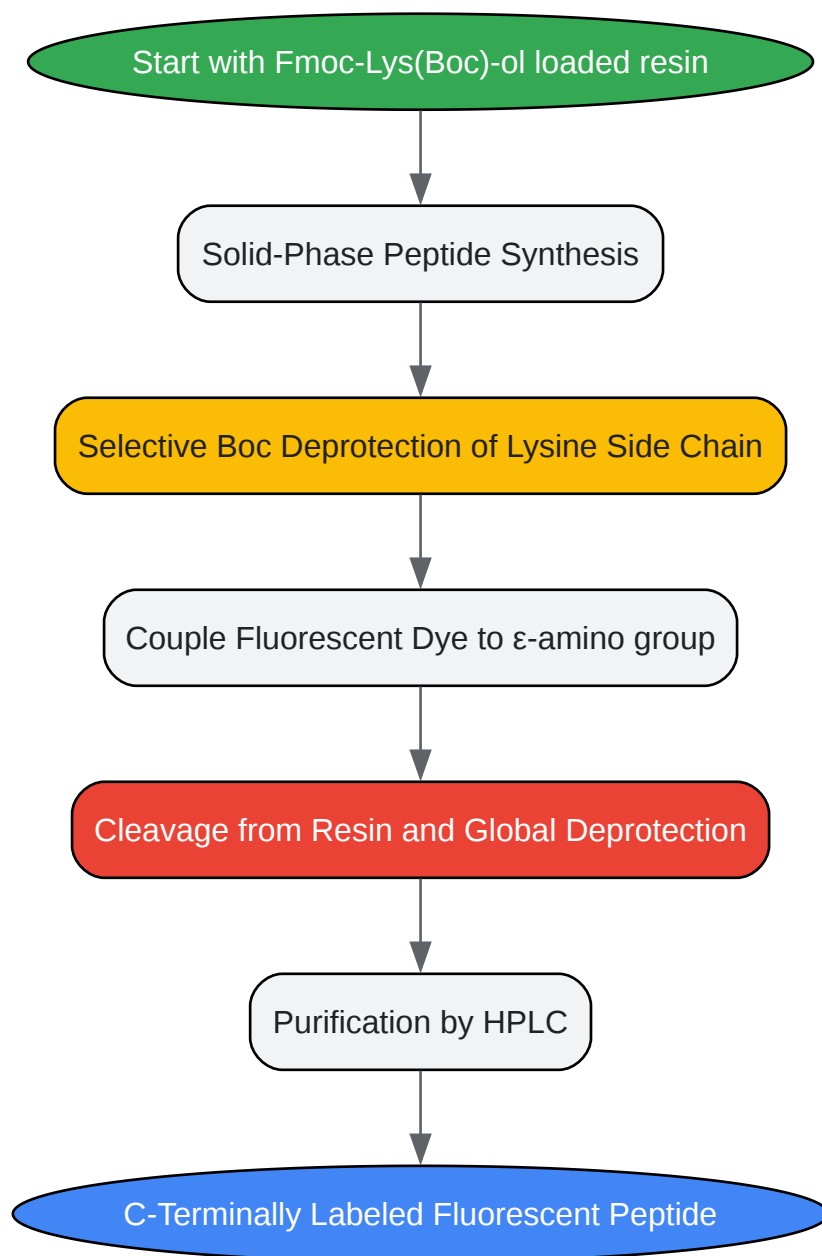 Start with Fmoc-Lys(Boc)-ol loaded resin
Solid-Phase Peptide Synthesis
Selective Boc Deprotection of Lysine Side Chain
Couple Fluorescent Dye to ε-amino group
Cleavage from Resin and Global Deprotection
Purification by HPLC
C-Terminally Labeled Fluorescent Peptide